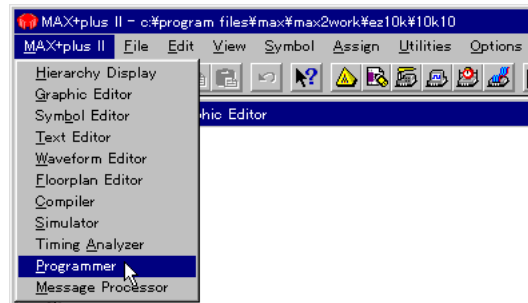 MAX+plus II - c:¥program files¥max¥max2work¥ez10k¥10k10
MAX+plus II File Edit View Symbol Assign Utilities Options
Hierarchy Display
Graphic Editor
hic Editor
Symbol Editor
Text Editor
Waveform Editor
Floorplan Editor
Compiler
Simulator
Timing Analyzer
Programmer
Message Processor